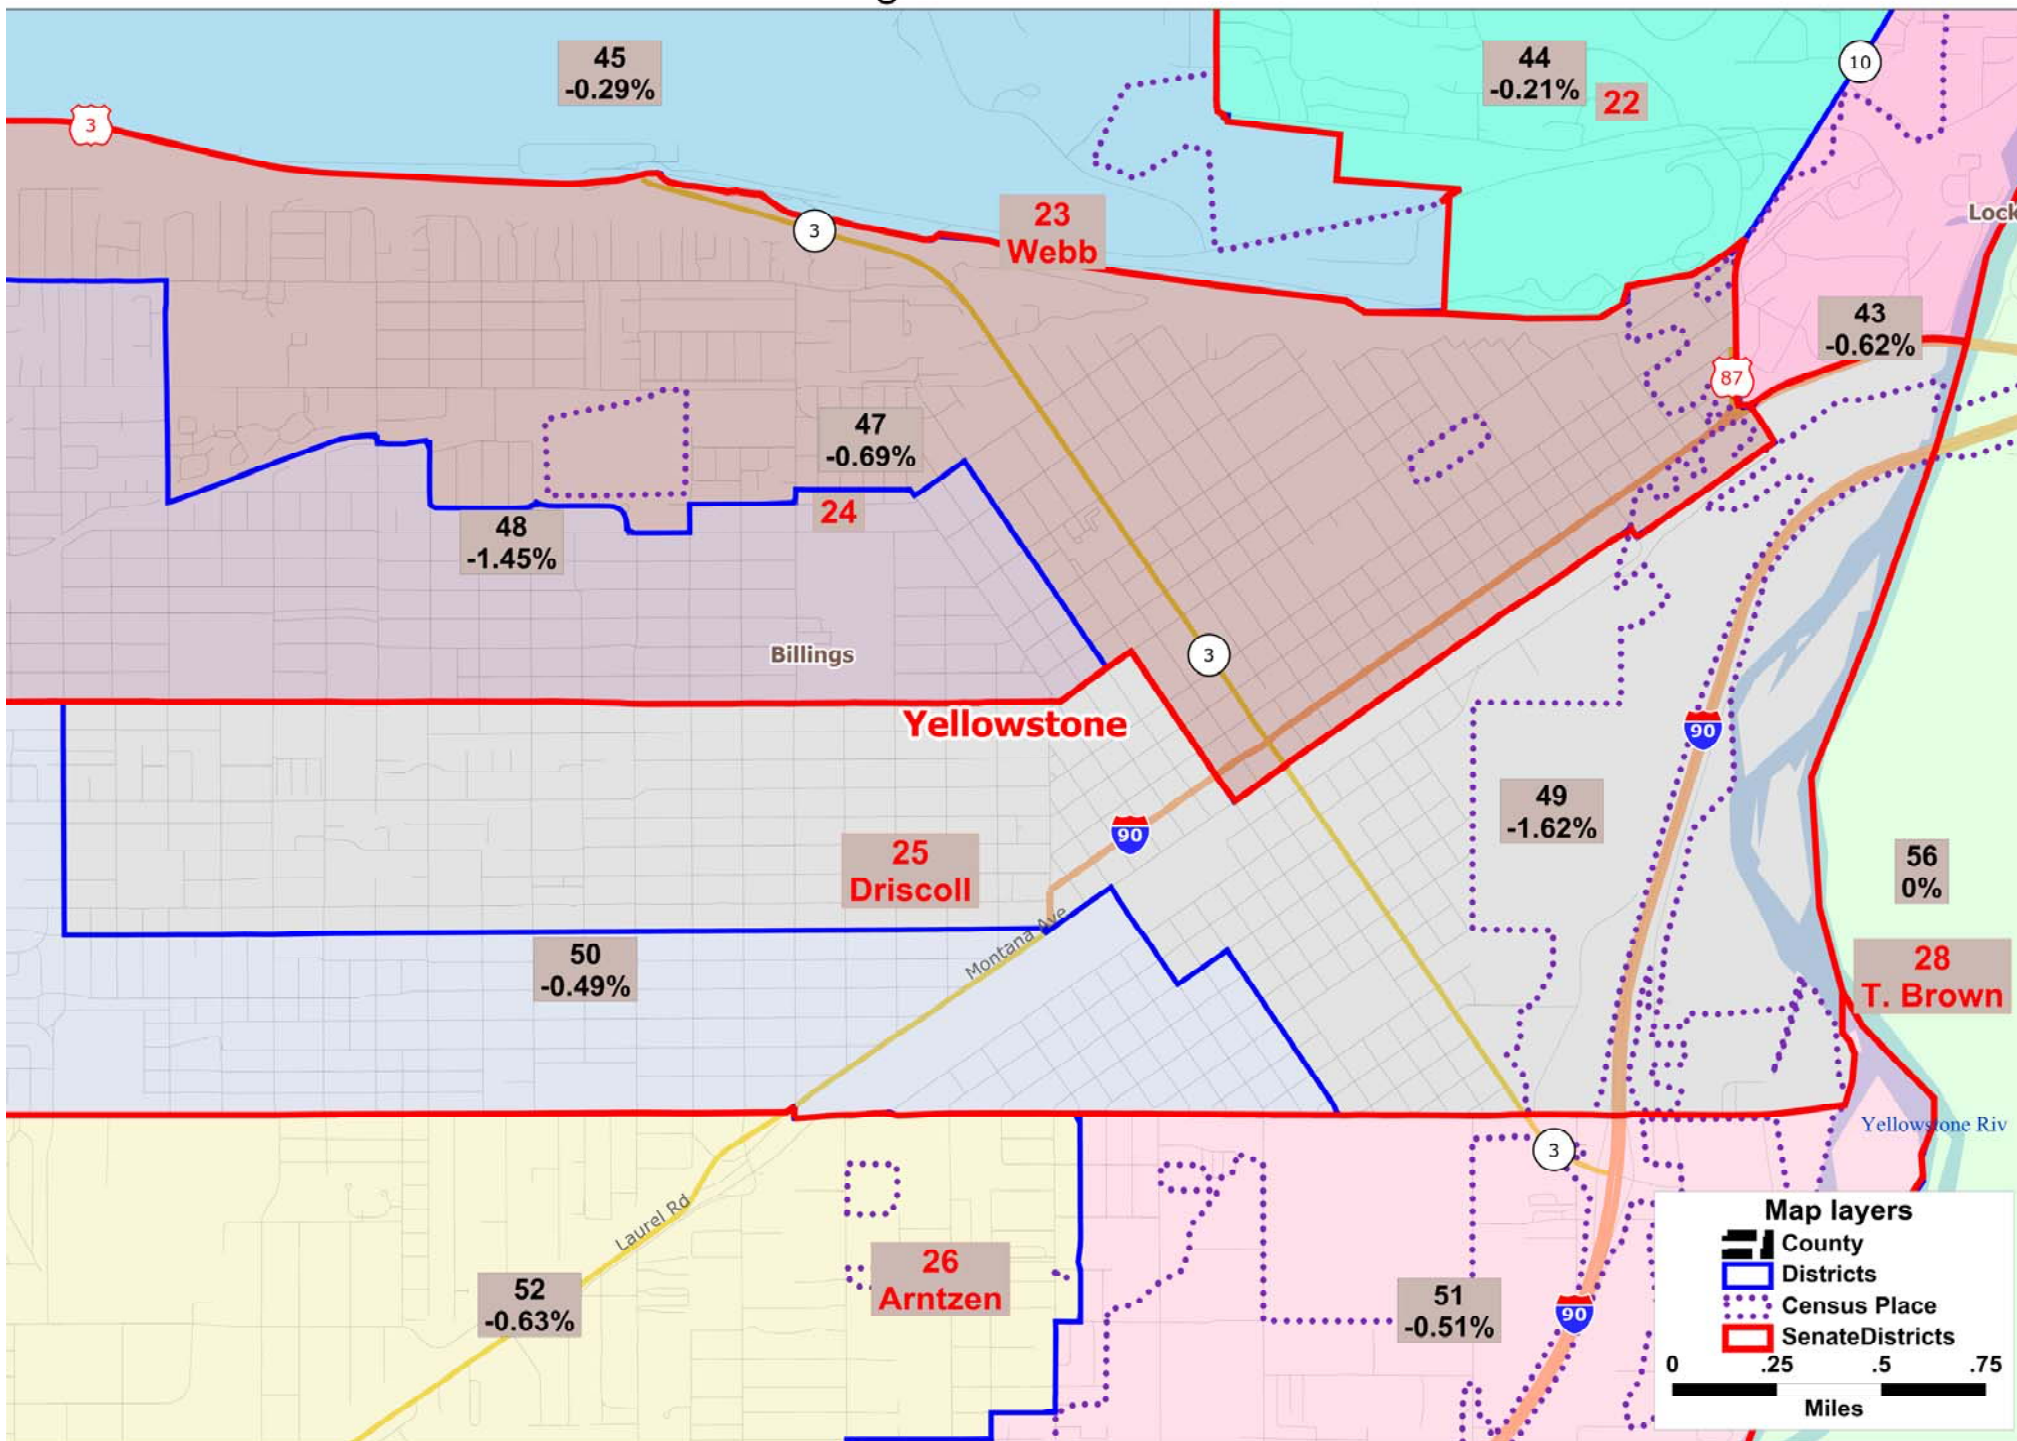 45
-0.29%
44
-0.21%
22
10
3
23
Webb
3
Lock
43
-0.62%
87
47
-0.69%
24
48
-1.45%
Billings
3
Yellowstone
90
49
-1.62%
90
25
Driscoll
56
0%
Montana Ave
28
T. Brown
50
-0.49%
Yellowstone Riv
3
Laurel Rd
26
Arntzen
52
-0.63%
51
-0.51%
90
Map layers
County
Districts
Census Place
SenateDistricts
0 .25 .5 .75
Miles